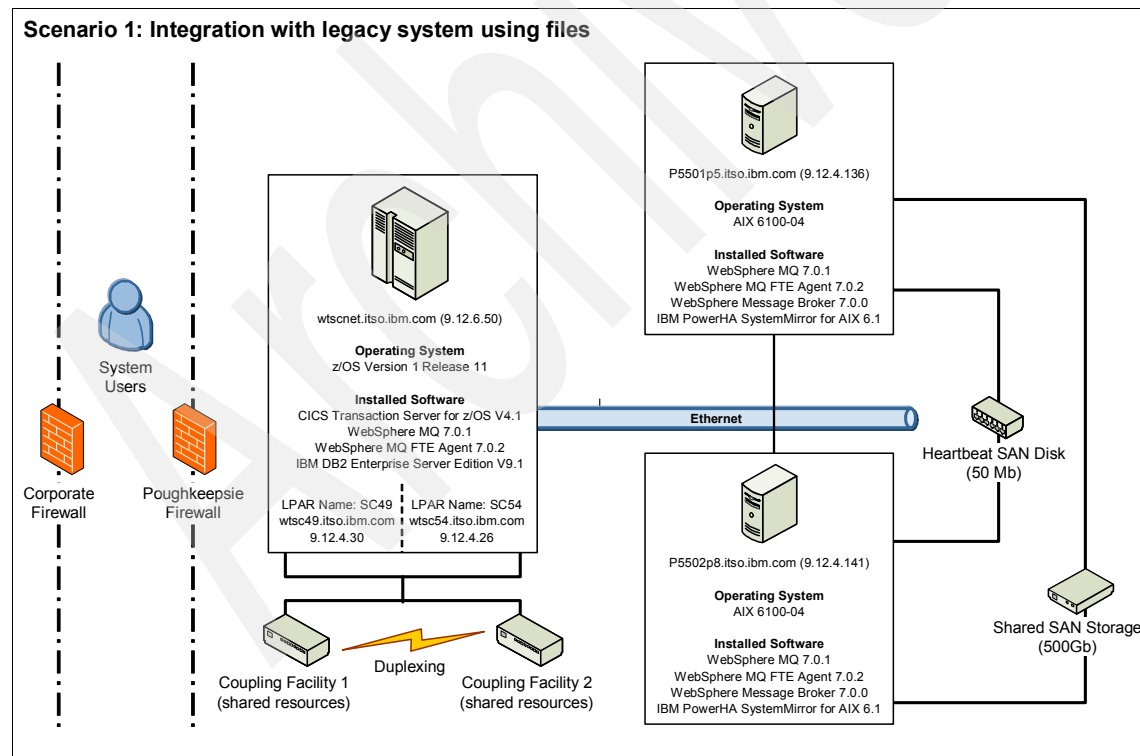 Scenario 1: Integration with legacy system using files
System
Users
Corporate
Firewall
Poughkeepsie
Firewall
wtscnet.itso.ibm.com (9.12.6.50)
Operating System
z/OS Version 1 Release 11
Installed Software
CICS Transaction Server for z/OS V4.1
WebSphere MQ 7.0.1
WebSphere MQ FTE Agent 7.0.2
IBM DB2 Enterprise Server Edition V9.1
LPAR Name: SC49
wtsc49.itso.ibm.com
9.12.4.30
LPAR Name: SC54
wtsc54.itso.ibm.com
9.12.4.26
Duplexing
Coupling Facility 1
(shared resources)
Coupling Facility 2
(shared resources)
Ethernet
P5501p5.itso.ibm.com (9.12.4.136)
Operating System
AIX 6100-04
Installed Software
WebSphere MQ 7.0.1
WebSphere MQ FTE Agent 7.0.2
WebSphere Message Broker 7.0.0
IBM PowerHA SystemMirror for AIX 6.1
P5502p8.itso.ibm.com (9.12.4.141)
Operating System
AIX 6100-04
Installed Software
WebSphere MQ 7.0.1
WebSphere MQ FTE Agent 7.0.2
WebSphere Message Broker 7.0.0
IBM PowerHA SystemMirror for AIX 6.1
Heartbeat SAN Disk
(50 Mb)
Shared SAN Storage
(500Gb)
Archive